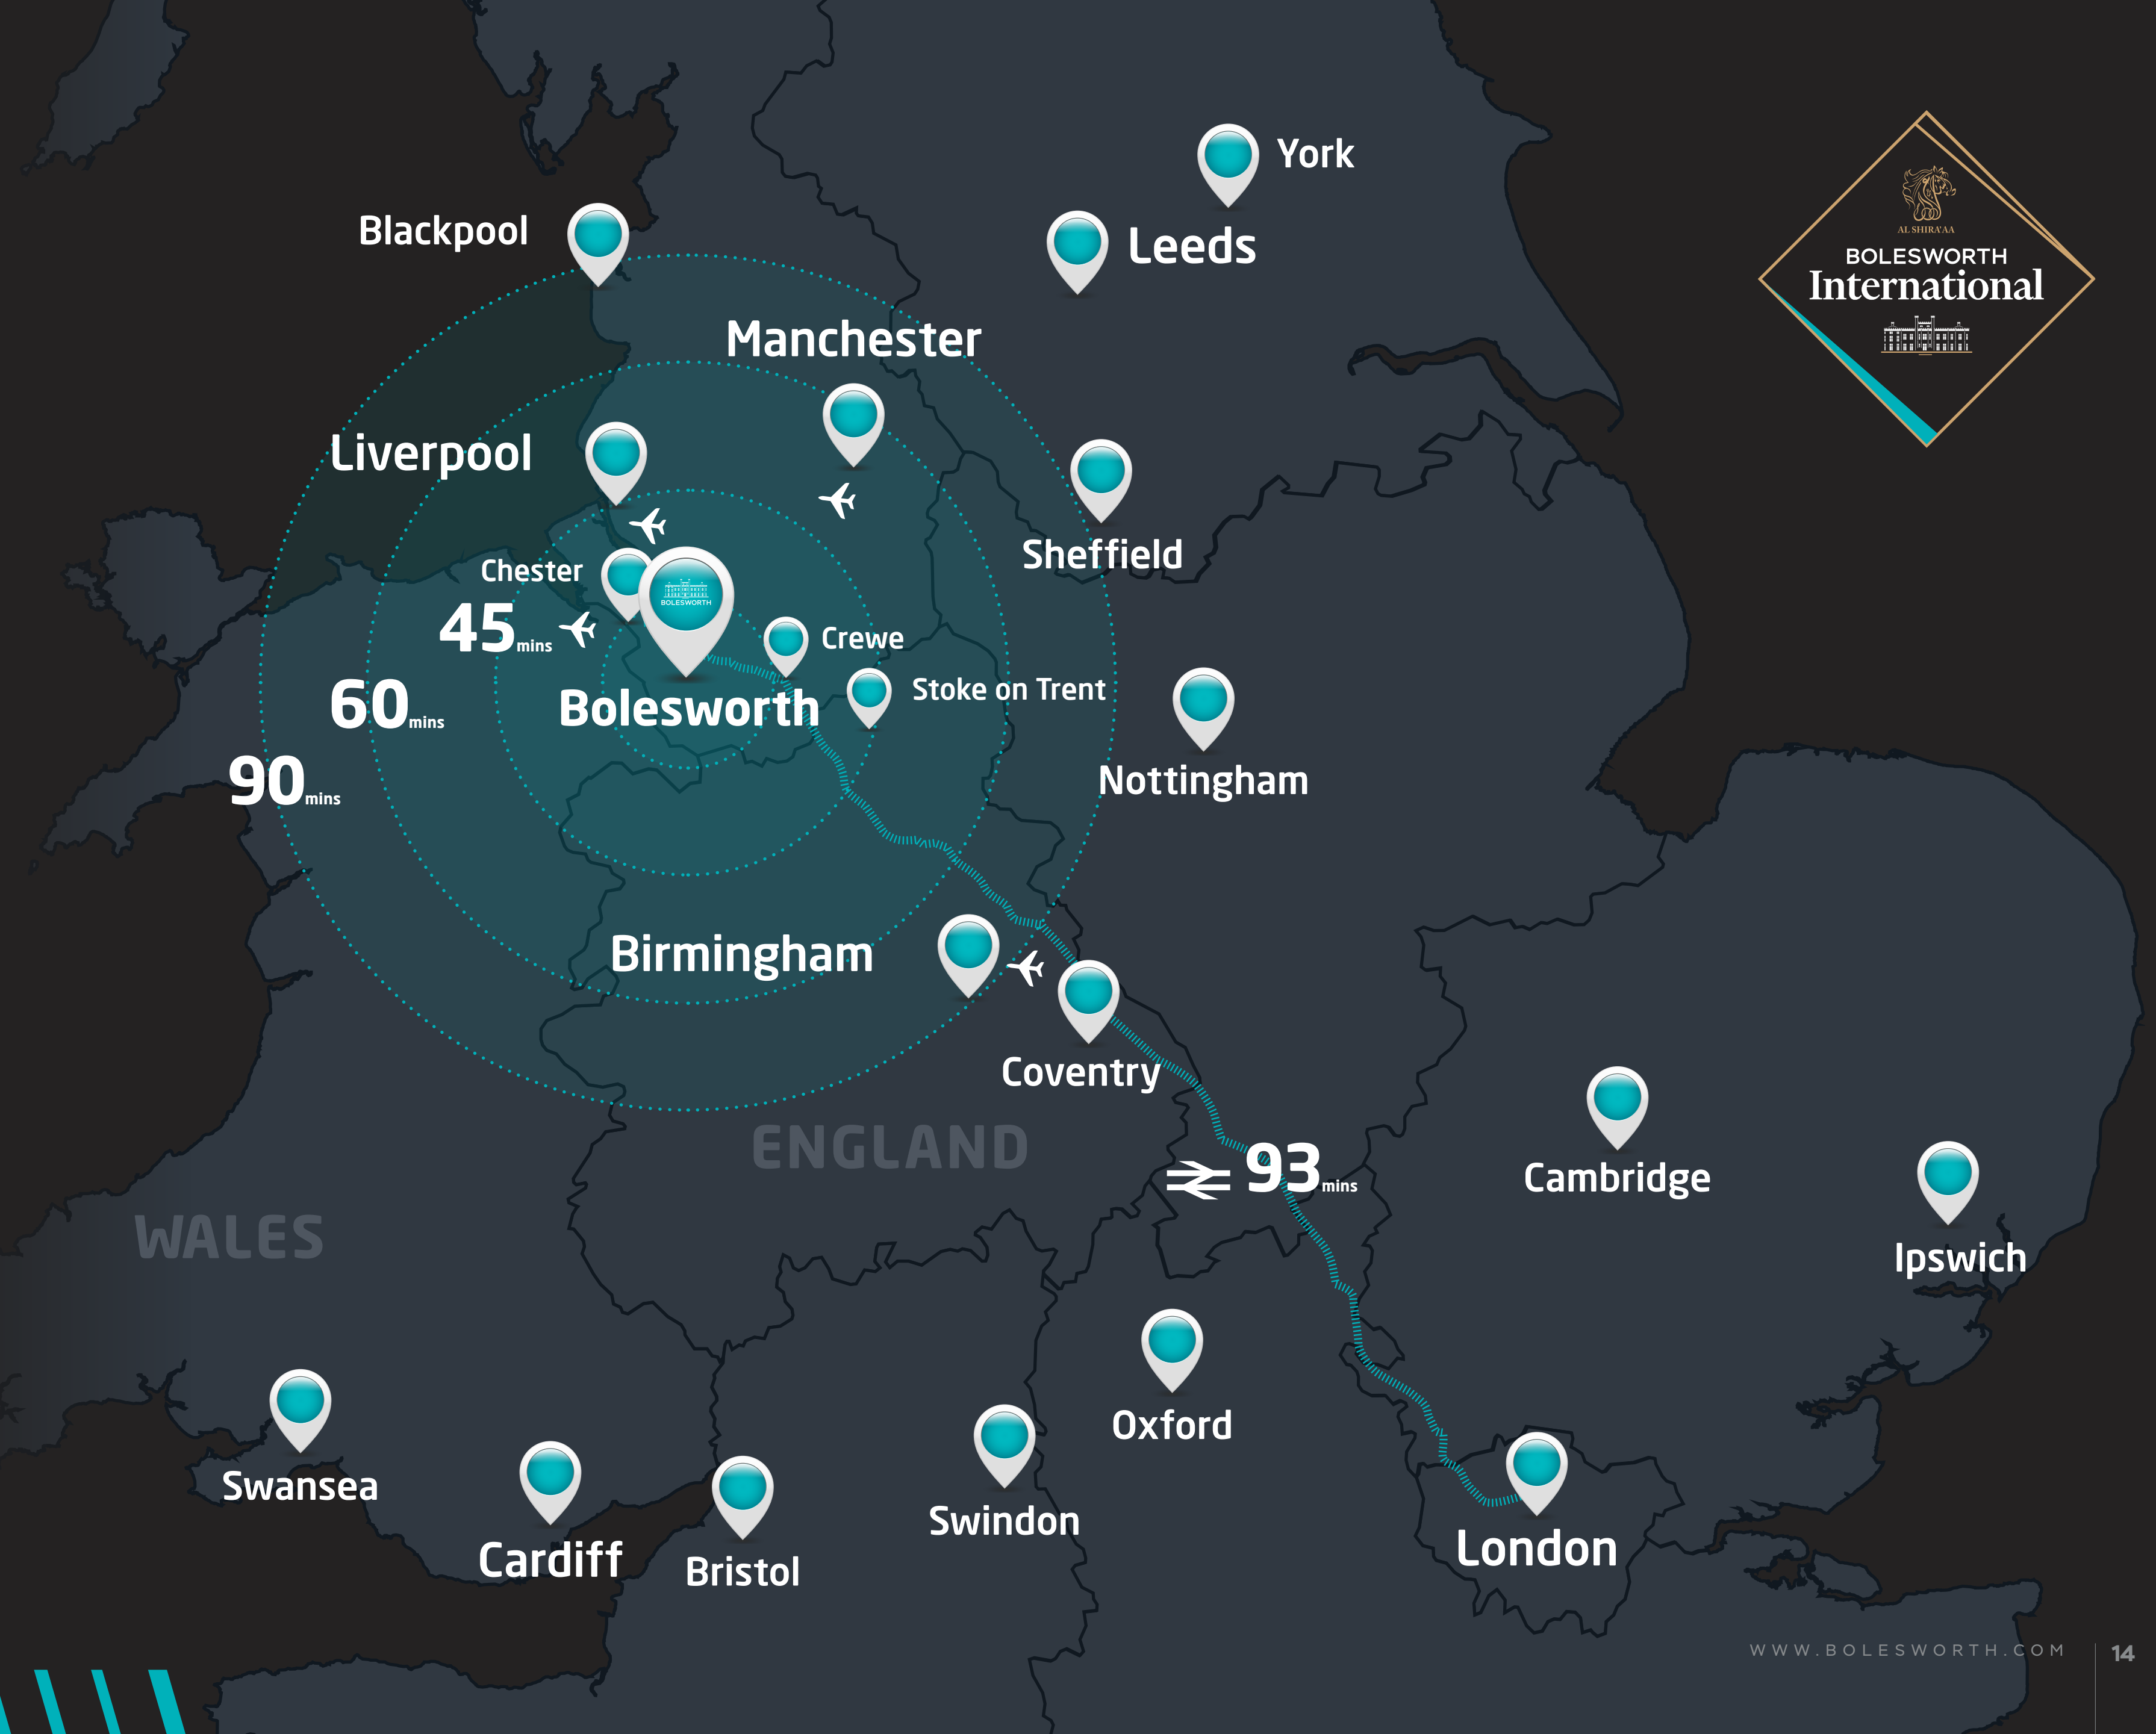 York
Blackpool
Leeds
AL SHIRA'AA
BOLESWORTH
International
Manchester
Liverpool
Sheffield
Chester
BOLESWORTH
45mins
Crewe
60mins
Bolesworth
Stoke on Trent
90mins
Nottingham
Birmingham
Coventry
ENGLAND
93mins
Cambridge
WALES
Ipswich
Oxford
Swansea
Swindon
Cardiff
Bristol
London
WWW.BOLESWORTH.COM
14